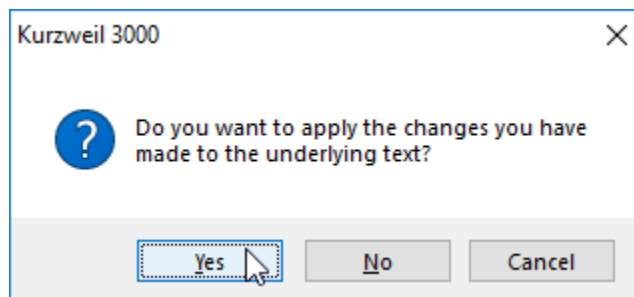 Kurzweil 3000
Do you want to apply the changes you have
made to the underlying text?
Yes No Cancel